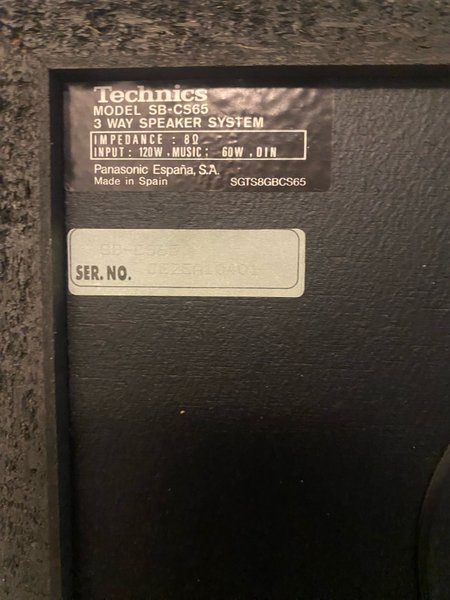 Technics
MODEL SB-CS65
3 WAY SPEAKER SYSTEM
IMPEDANCE : 8Ω
INPUT : 120W . MUSIC ; 60W , DIN
Panasonic España, S.A.
Made in Spain SGTS8GBCS65
SER. NO.